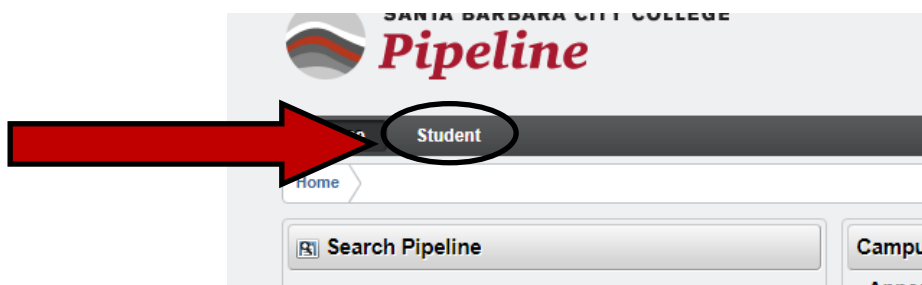 SANTA BARBARA CITY COLLEGE
Pipeline
Student
Home
Search Pipeline